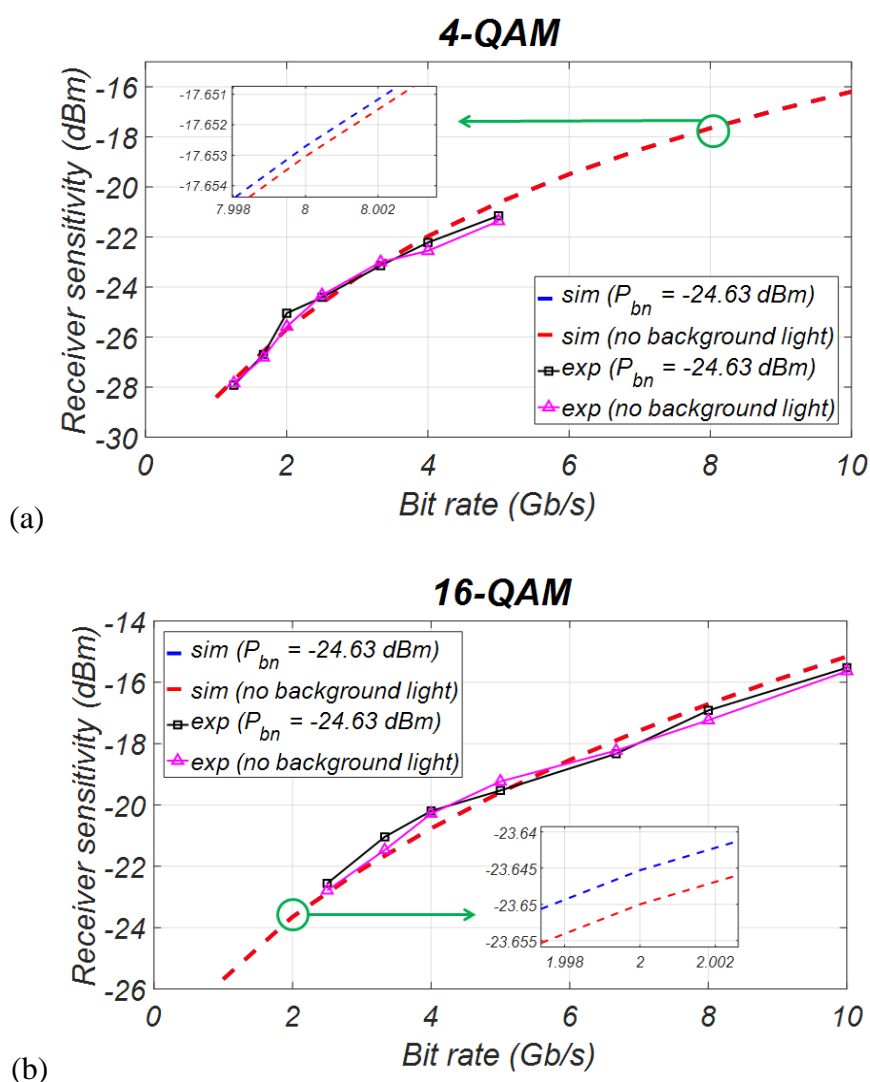 4-QAM
-16
-18
-20
-22
-24
-26
-28
-30
Receiver sensitivity (dBm)
-17.651
-17.652
-17.653
-17.654
7.998
8
8.002
sim (P_bn = -24.63 dBm)
sim (no background light)
exp (P_bn = -24.63 dBm)
exp (no background light)
0
2
4
6
8
10
Bit rate (Gb/s)
(a)
16-QAM
-14
-16
-18
-20
-22
-24
-26
Receiver sensitivity (dBm)
sim (P_bn = -24.63 dBm)
sim (no background light)
exp (P_bn = -24.63 dBm)
exp (no background light)
-23.64
-23.645
-23.65
-23.655
1.998
2
2.002
0
2
4
6
8
10
Bit rate (Gb/s)
(b)